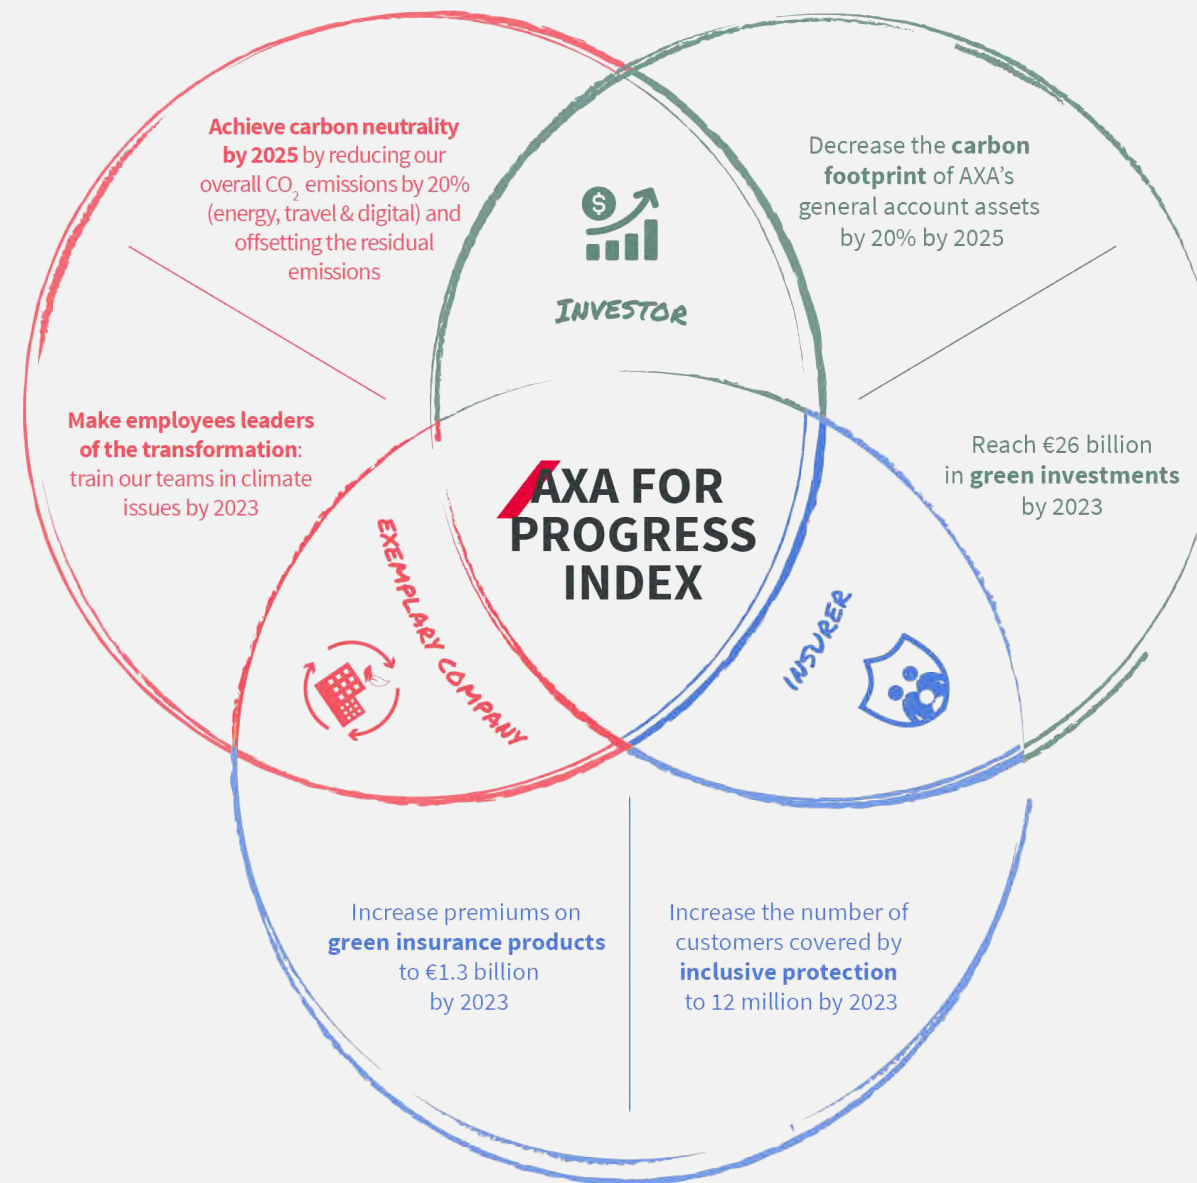 Achieve carbon neutrality
by 2025 by reducing our
overall CO₂ emissions by 20%
(energy, travel & digital) and
offsetting the residual
emissions
Decrease the carbon
footprint of AXA's
general account assets
by 20% by 2025
$
INVESTOR
Make employees leaders
of the transformation:
train our teams in climate
issues by 2023
Reach €26 billion
in green investments
by 2023
AXA FOR
PROGRESS
INDEX
EXEMPLARY COMPANY
INSURER
Increase premiums on
green insurance products
to €1.3 billion
by 2023
Increase the number of
customers covered by
inclusive protection
to 12 million by 2023